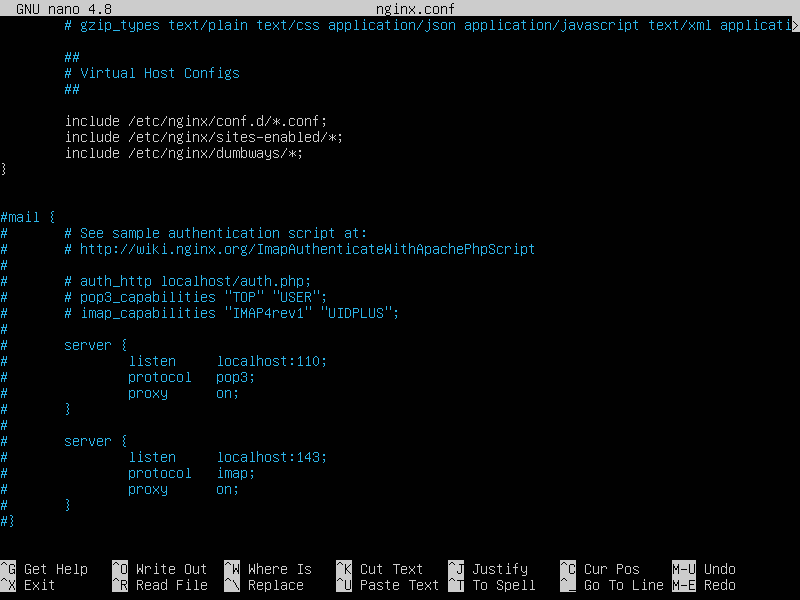 GNU nano 4.8 nginx.conf
# gzip_types text/plain text/css application/json application/javascript text/xml applicati>
##
# Virtual Host Configs
##
include /etc/nginx/conf.d/*.conf;
include /etc/nginx/sites-enabled/*;
include /etc/nginx/dumbways/*;
}
#mail {
# # See sample authentication script at:
# # http://wiki.nginx.org/ImapAuthenticateWithApachePhpScript
#
# # auth_http localhost/auth.php;
# # pop3_capabilities "TOP" "USER";
# # imap_capabilities "IMAP4rev1" "UIDPLUS";
#
# server {
# listen localhost:110;
# protocol pop3;
# proxy on;
# }
#
# server {
# listen localhost:143;
# protocol imap;
# proxy on;
# }
#}
^G Get Help ^O Write Out ^W Where Is ^K Cut Text ^J Justify ^C Cur Pos M-U Undo
^X Exit ^R Read File ^\ Replace ^U Paste Text ^T To Spell ^_ Go To Line M-E Redo